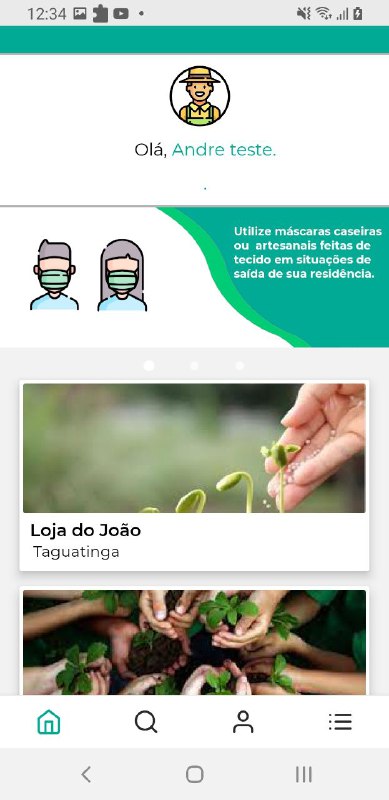 12:34
Olá, Andre teste.
.
Utilize máscaras caseiras
ou artesanais feitas de
tecido em situações de
saída de sua residência.
Loja do João
Taguatinga